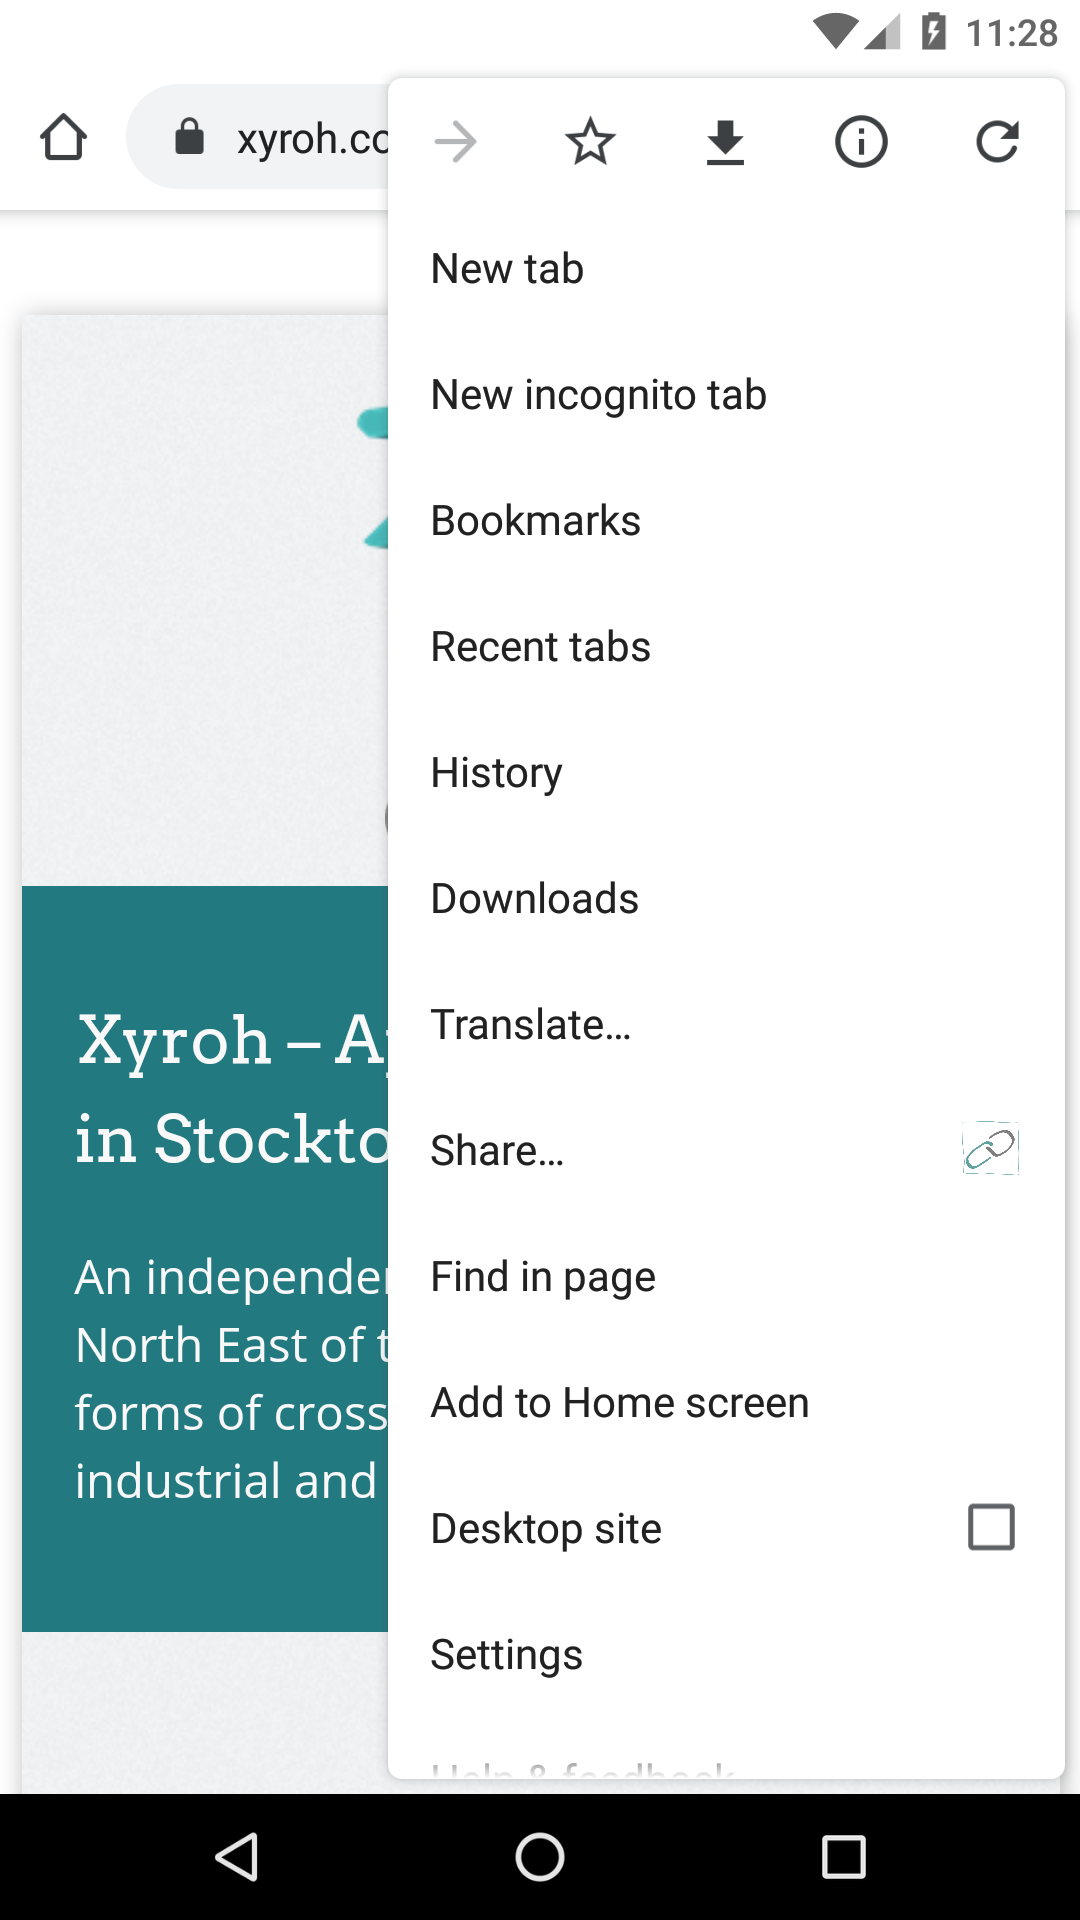 11:28
xyroh.co
New tab
New incognito tab
Bookmarks
Recent tabs
History
Downloads
Translate...
Share...
Find in page
Add to Home screen
Desktop site
Settings
Help & feedback
Xyroh – A
in Stockto
An independe
North East of t
forms of cross
industrial and